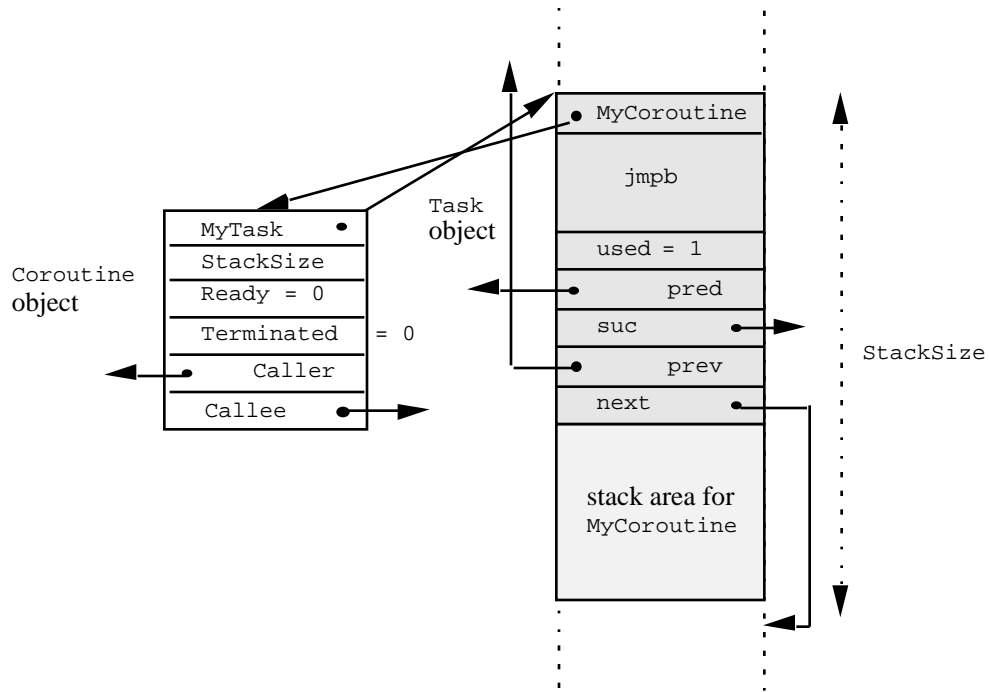 MyCoroutine
jmpb
Task
object
MyTask
used = 1
StackSize
Coroutine
object
Ready = 0
pred
Terminated = 0
suc
StackSize
Caller
prev
Callee
next
stack area for
MyCoroutine